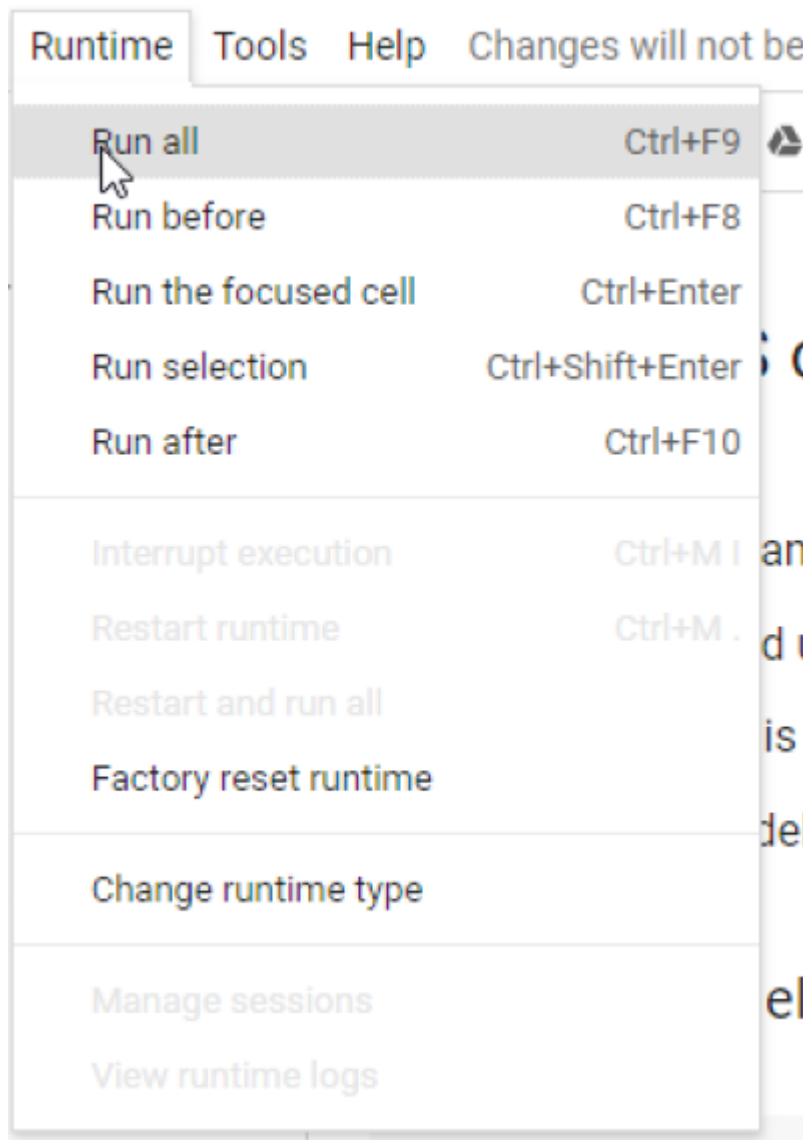 Runtime Tools Help Changes will not be
Run all Ctrl+F9
Run before Ctrl+F8
Run the focused cell Ctrl+Enter
Run selection Ctrl+Shift+Enter
Run after Ctrl+F10
Interrupt execution Ctrl+M I
Restart runtime Ctrl+M .
Restart and run all
Factory reset runtime
Change runtime type
Manage sessions
View runtime logs